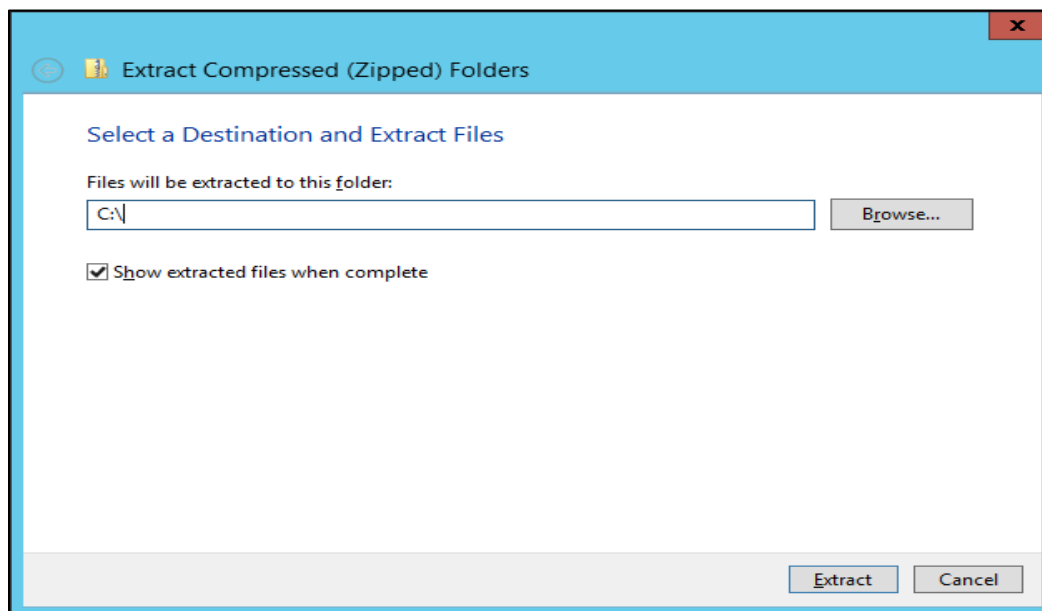 x
Extract Compressed (Zipped) Folders
Select a Destination and Extract Files
Files will be extracted to this folder:
C:\
Browse...
Show extracted files when complete
Extract
Cancel